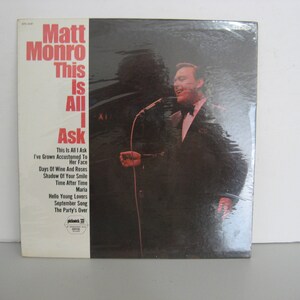 Matt
Monro
This
Is
All
I
Ask
This Is All I Ask
I've Grown Accustomed To
Her Face
Days Of Wine And Roses
Shadow Of Your Smile
Time After Time
Maria
Hello Young Lovers
September Song
The Party's Over